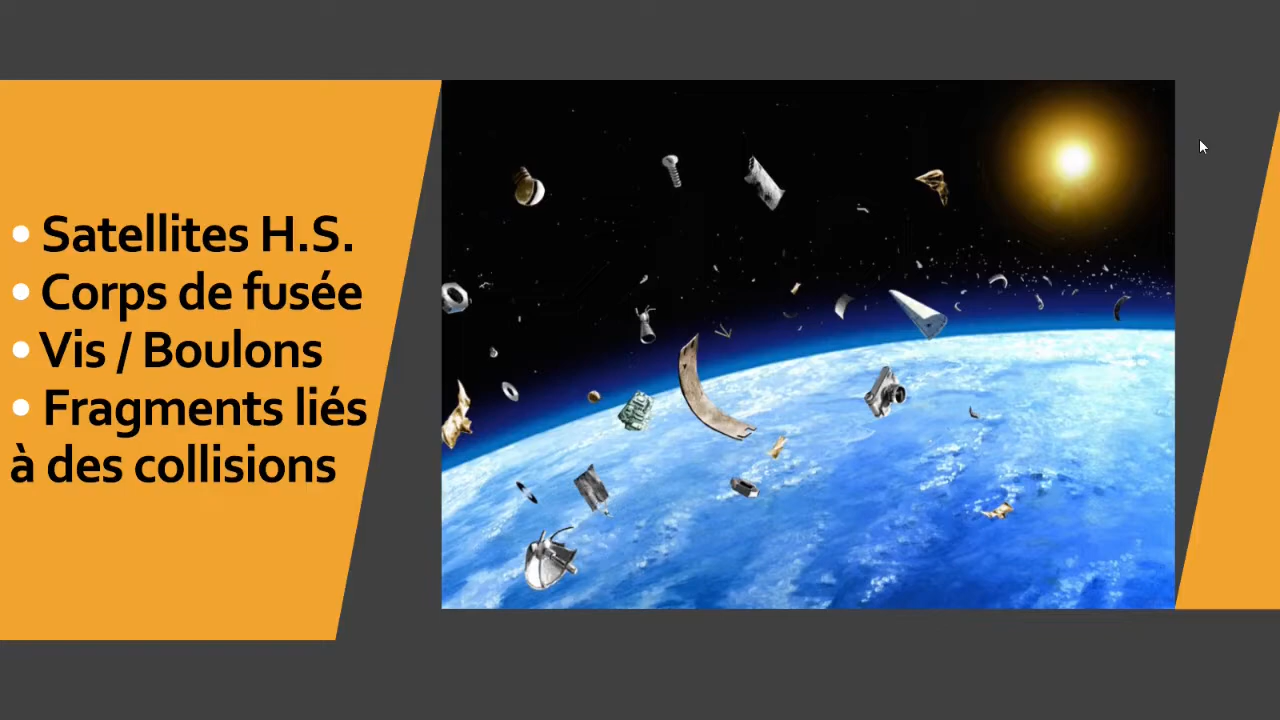 • Satellites H.S.
• Corps de fusée
• Vis / Boulons
• Fragments liés
à des collisions